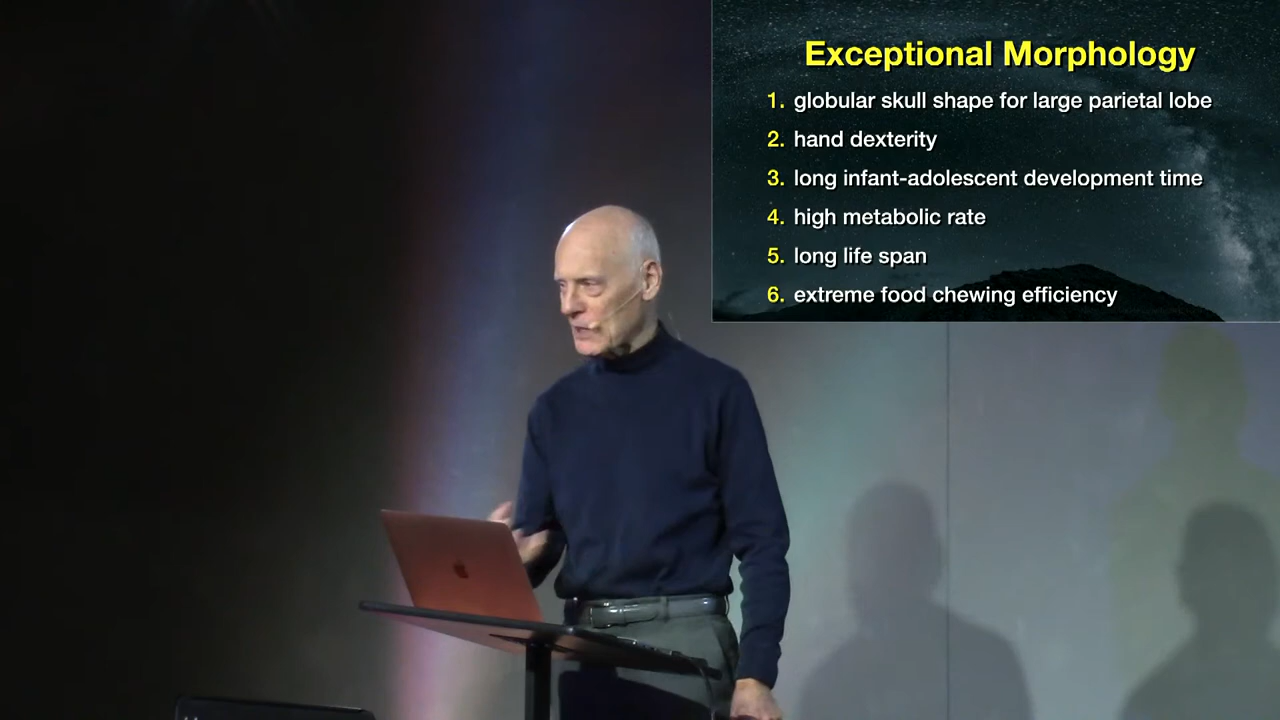 Exceptional Morphology
1. globular skull shape for large parietal lobe
2. hand dexterity
3. long infant-adolescent development time
4. high metabolic rate
5. long life span
6. extreme food chewing efficiency